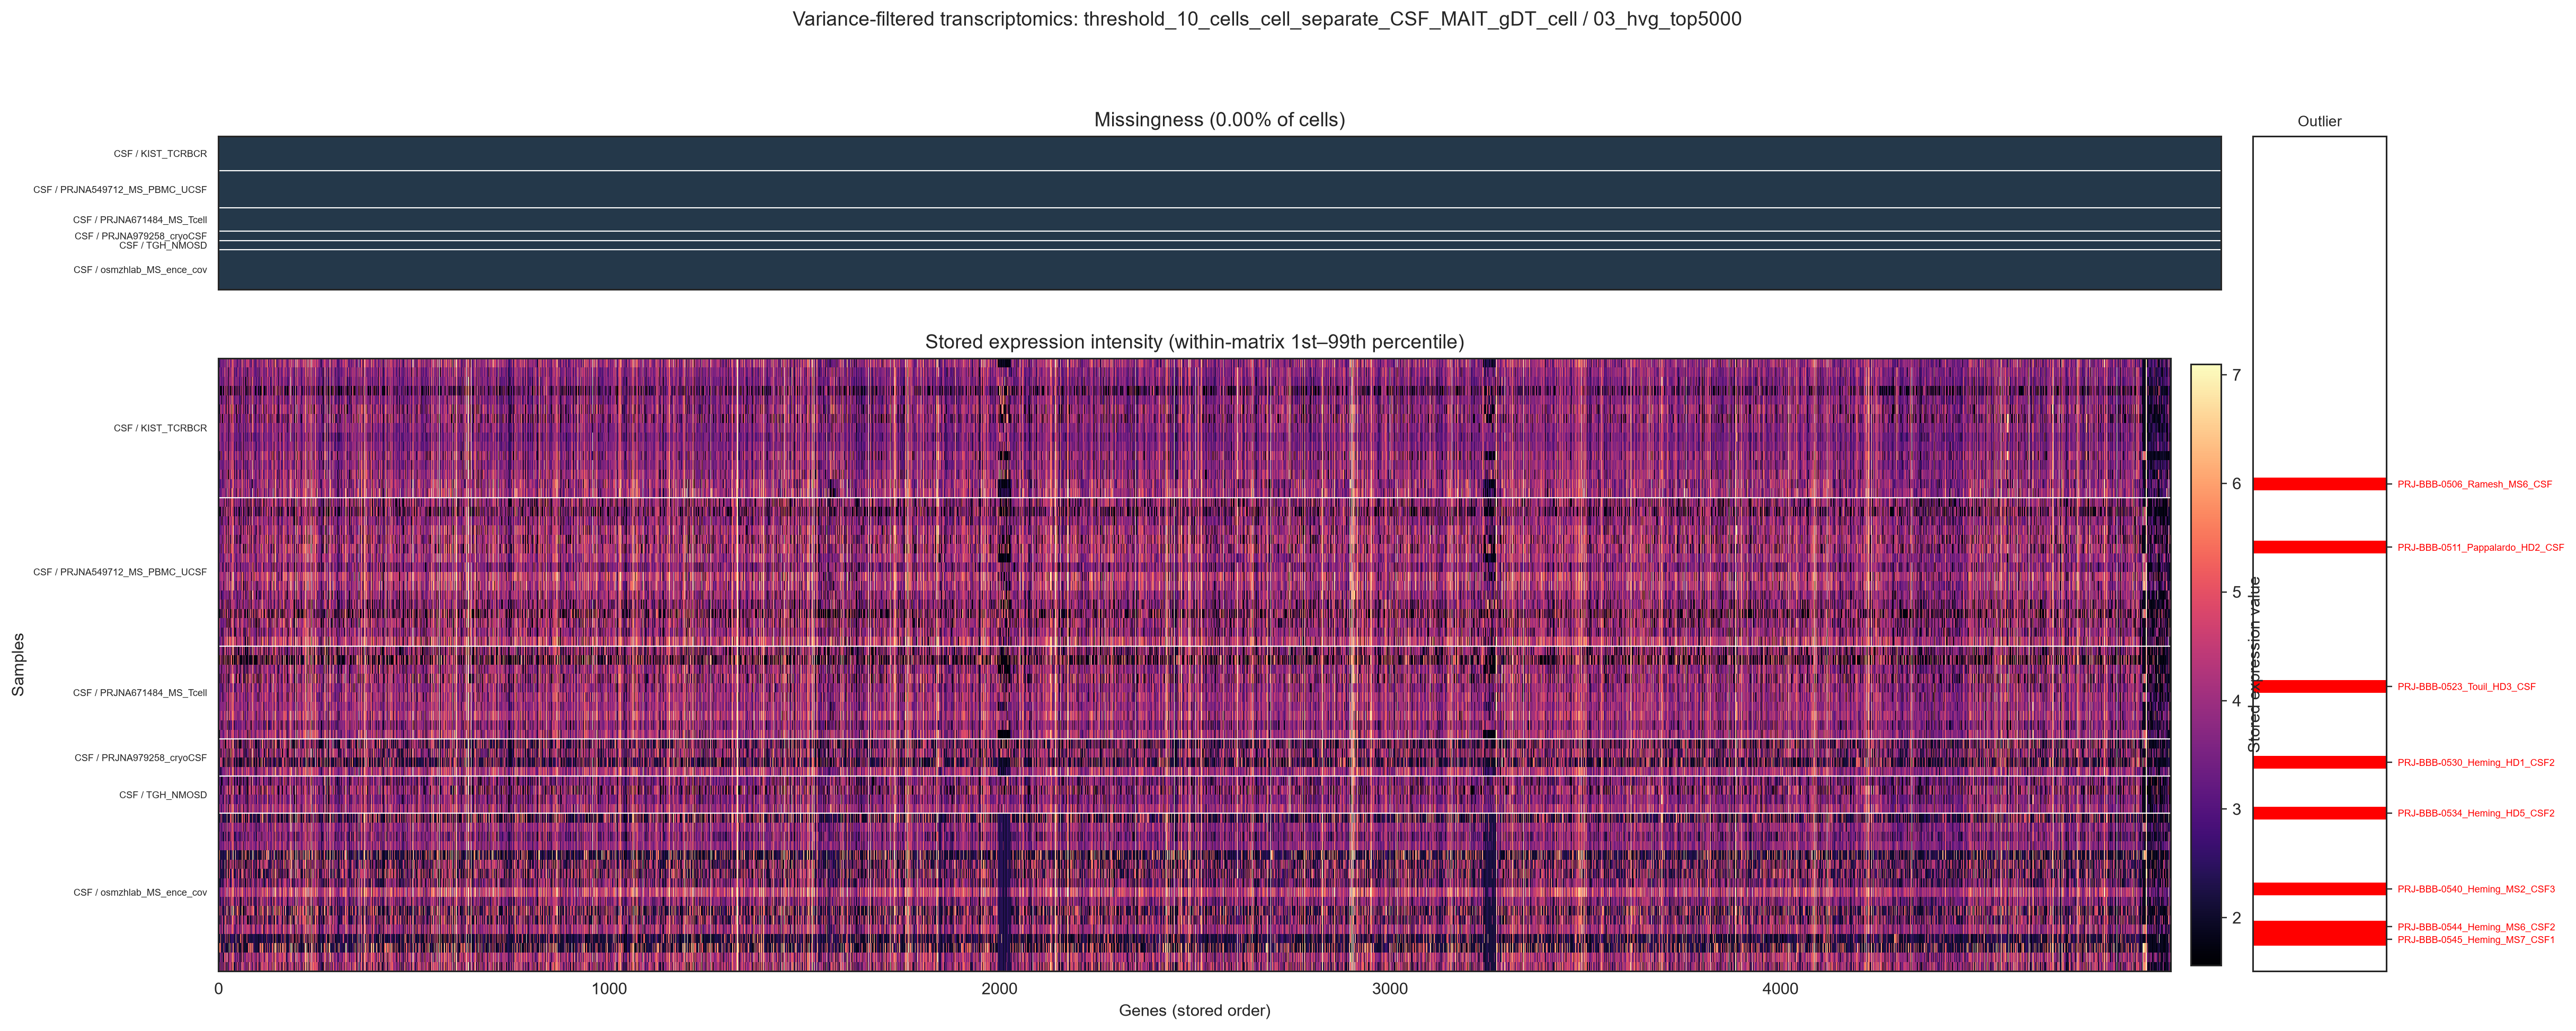 Variance-filtered transcriptomics: threshold_10_cells_cell_separate_CSF_MAIT_gDT_cell / 03_hvg_top5000
Missingness (0.00% of cells)
Outlier
CSF / KIST_TCRBCR
CSF / PRJNA549712_MS_PBMC_UCSF
CSF / PRJNA671484_MS_Tcell
CSF / PRJNA979258_cryoCSF
CSF / TGH_NMOSD
CSF / osmzhlab_MS_ence_cov
Stored expression intensity (within-matrix 1st–99th percentile)
Samples
CSF / KIST_TCRBCR
CSF / PRJNA549712_MS_PBMC_UCSF
CSF / PRJNA671484_MS_Tcell
CSF / PRJNA979258_cryoCSF
CSF / TGH_NMOSD
CSF / osmzhlab_MS_ence_cov
0
1000
2000
3000
4000
Genes (stored order)
7
6
5
4
3
2
Stored expression value
PRJ-BBB-0506_Ramesh_MS6_CSF
PRJ-BBB-0511_Pappalardo_HD2_CSF
PRJ-BBB-0523_Touil_HD3_CSF
PRJ-BBB-0530_Heming_HD1_CSF2
PRJ-BBB-0534_Heming_HD5_CSF2
PRJ-BBB-0540_Heming_MS2_CSF3
PRJ-BBB-0544_Heming_MS6_CSF2
PRJ-BBB-0545_Heming_MS7_CSF1